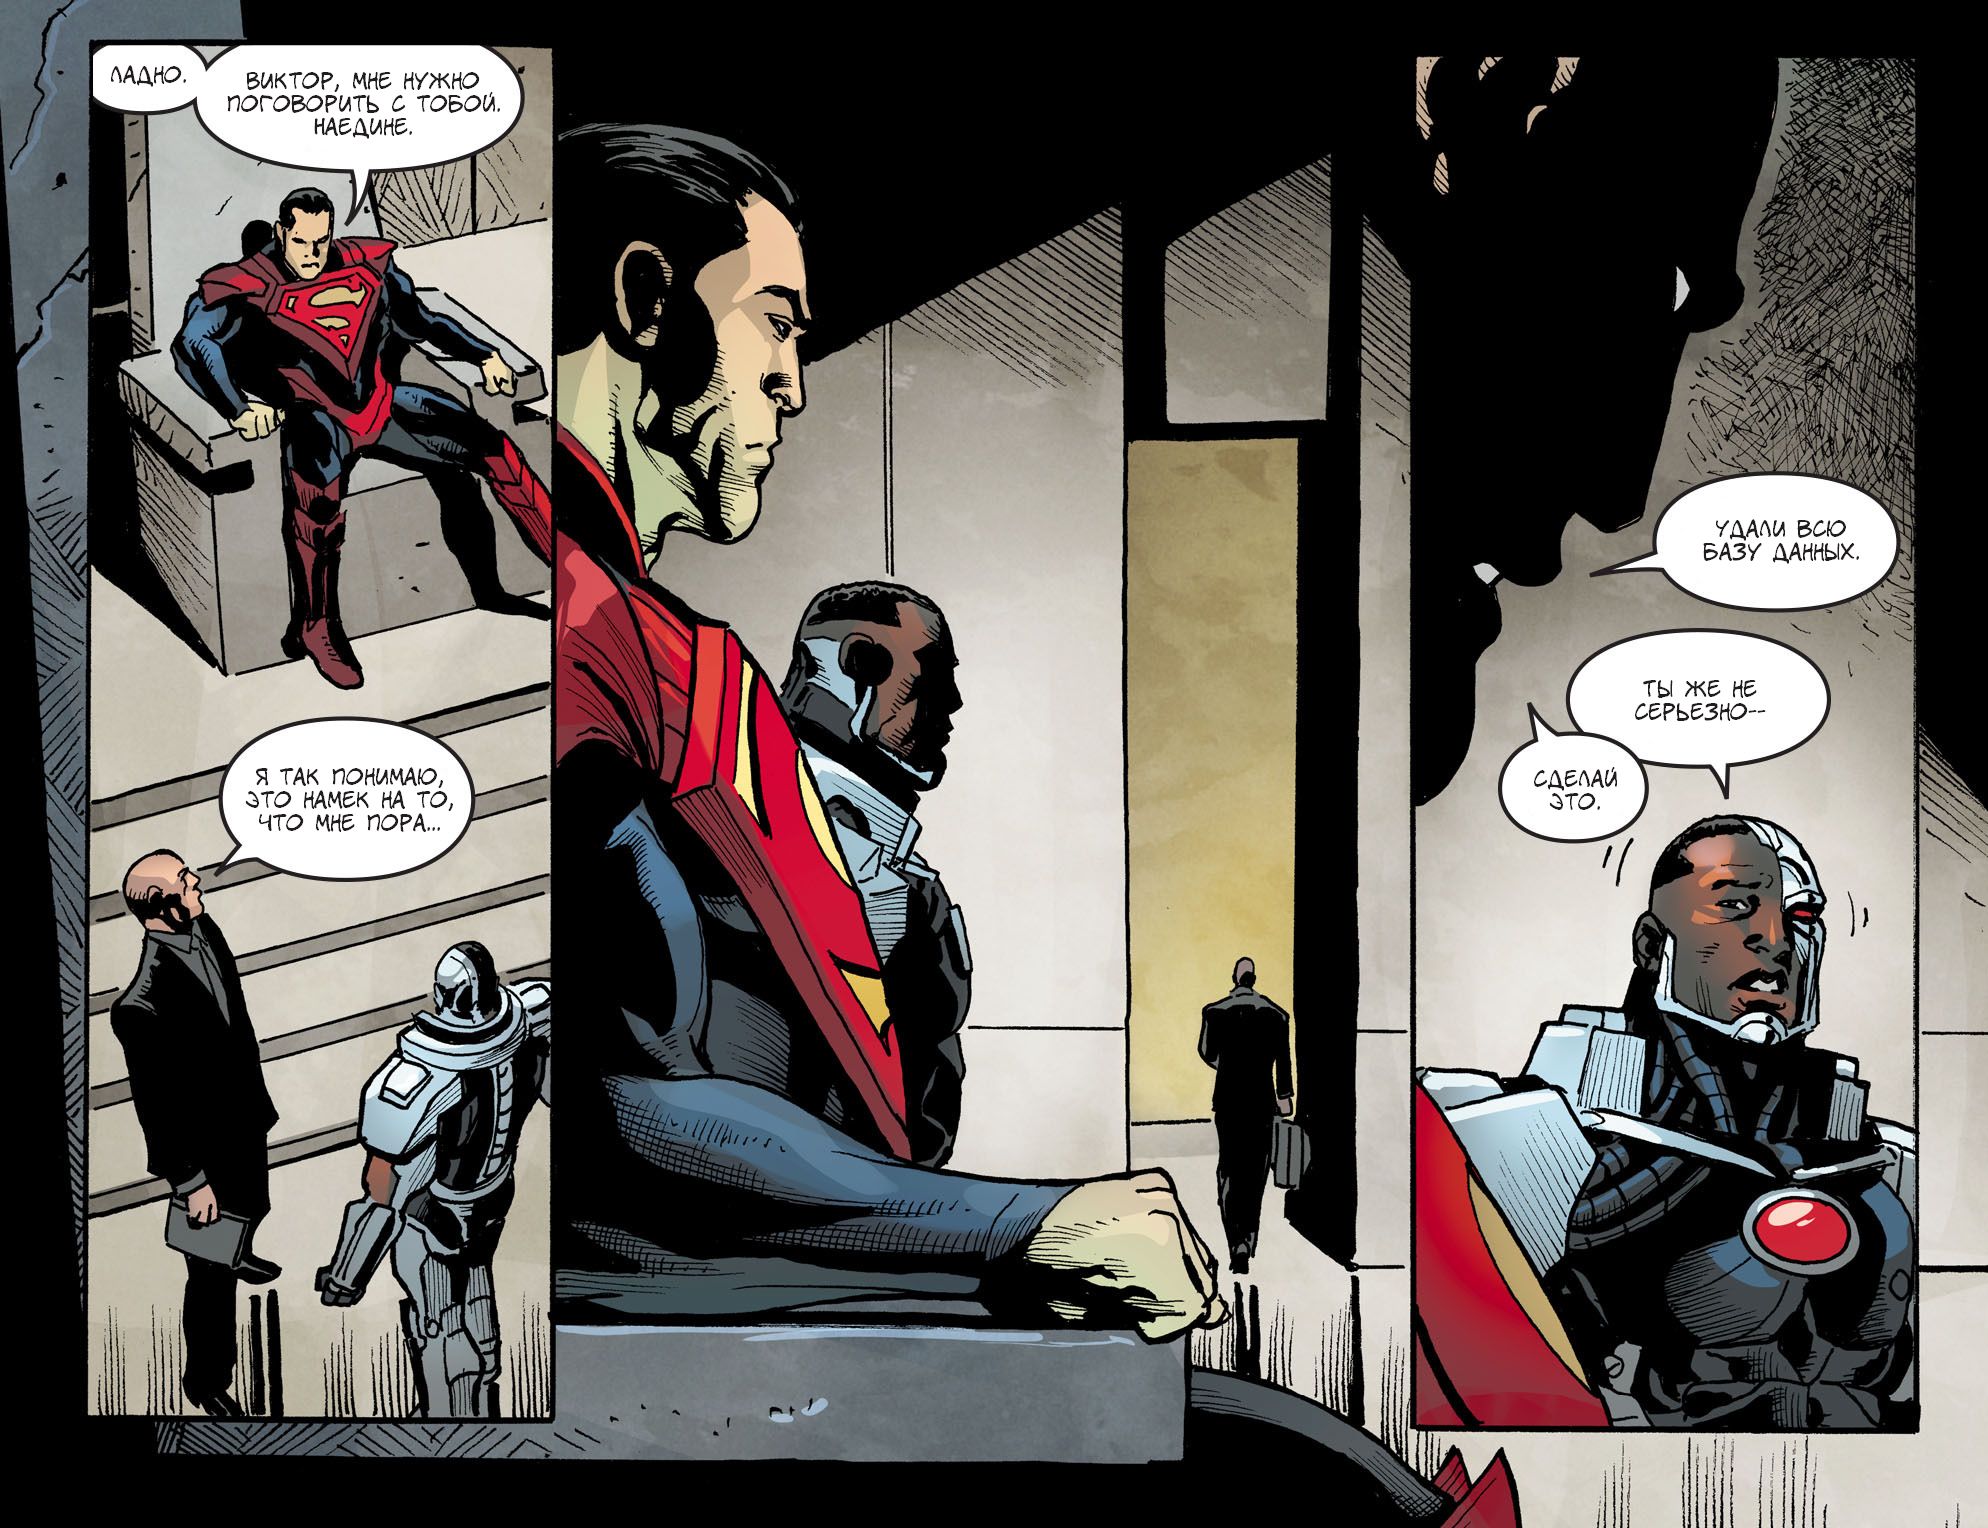 ЛАДНО.
ВИКТОР, МНЕ НУЖНО
ПОГОВОРИТЬ С ТОБОЙ.
НАЕДИНЕ.
Я ТАК ПОНИМАЮ,
ЭТО НАМЕК НА ТО,
ЧТО МНЕ ПОРА...
УДАЛИ ВСЮ
БАЗУ ДАННЫХ.
ТЫ ЖЕ НЕ
СЕРЬЕЗНО--
СДЕЛАЙ
ЭТО.